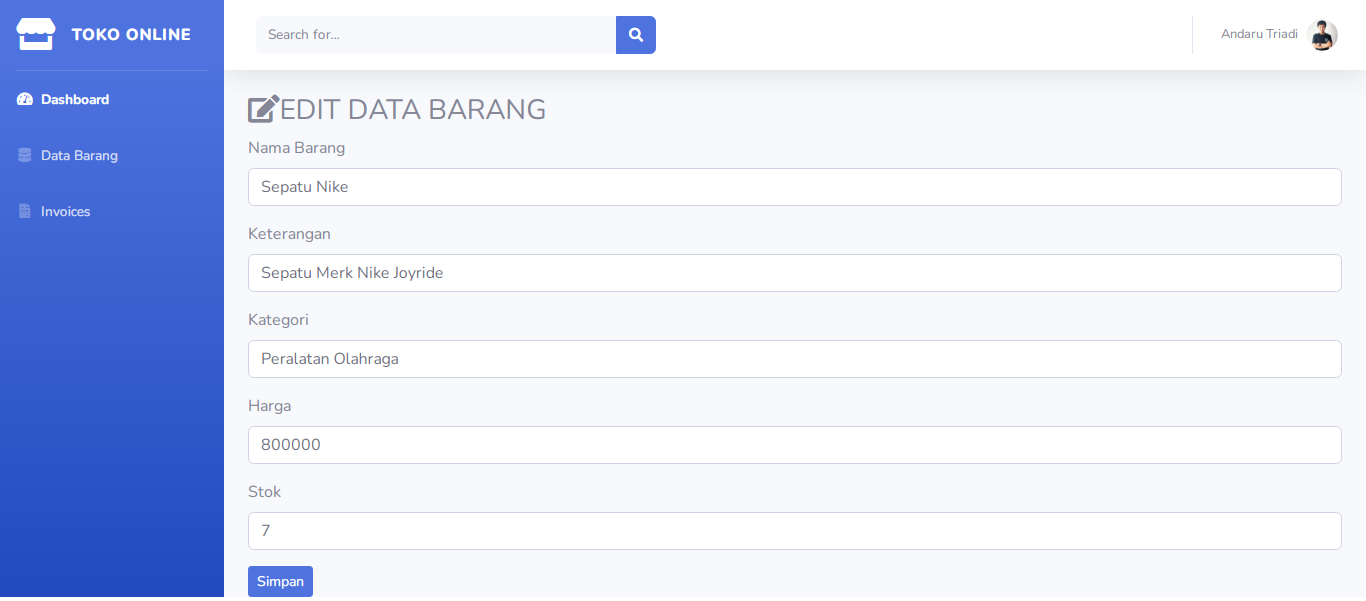 TOKO ONLINE
Search for...
Andaru Triadi
Dashboard
Data Barang
Invoices
EDIT DATA BARANG
Nama Barang
Sepatu Nike
Keterangan
Sepatu Merk Nike Joyride
Kategori
Peralatan Olahraga
Harga
800000
Stok
7
Simpan